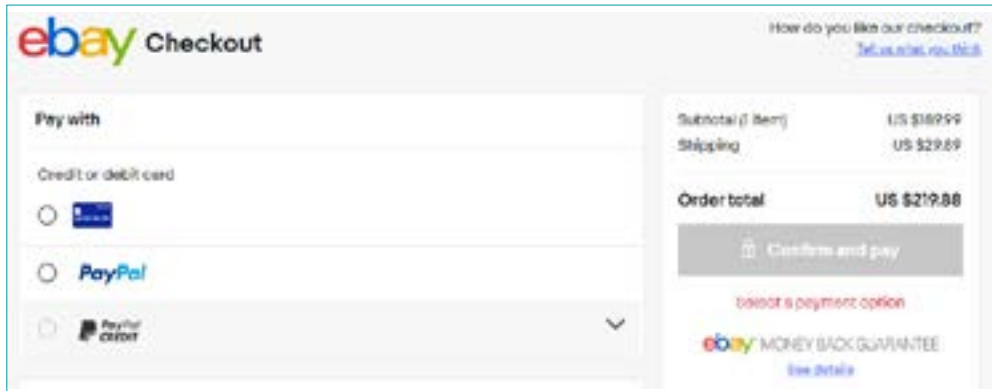 ebay Checkout
How do you like our checkout?
Tell us what you think
Pay with
Credit or debit card
PayPal
PayPal CREDIT
Subtotal (1 item) US $189.99
Shipping US $29.89
Order total US $219.88
Confirm and pay
Select a payment option
ebay MONEY BACK GUARANTEE
See details